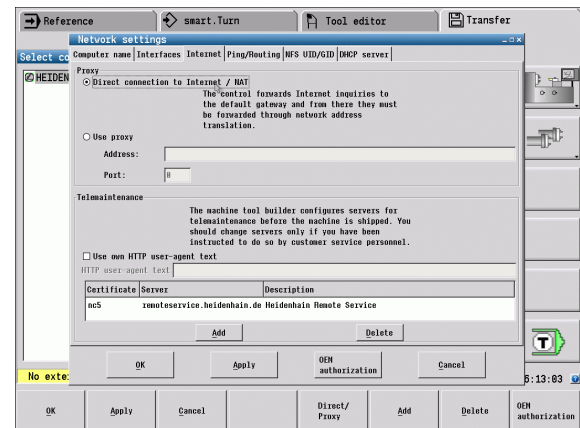 Reference
smart.Turn
Tool editor
Transfer
Network settings
Select co
Computer name Interfaces Internet Ping/Routing NFS UID/GID DHCP server
HEIDEN
Proxy
Direct connection to Internet / NAT
The control forwards Internet inquiries to
the default gateway and from there they must
be forwarded through network address
translation.
Use proxy
Address:
Port: 0
Telemaintenance
The machine tool builder configures servers for
telemaintenance before the machine is shipped. You
should change servers only if you have been
instructed to do so by customer service personnel.
Use own HTTP user-agent text
HTTP user-agent text
Certificate Server Description
nc5 remoteservice.heidenhain.de Heidenhain Remote Service
Add Delete
T
OK Apply OEM authorization Cancel
No exte
6:13:03
OK Apply Cancel Direct/ Proxy Add Delete OEM authorization